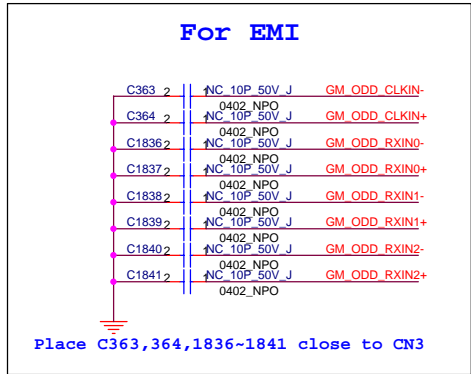 For EMI
C363 2 1 NC_10P_50V_J GM_ODD_CLKIN-
0402_NPO
C364 2 1 NC_10P_50V_J GM_ODD_CLKIN+
0402_NPO
C1836 2 1 NC_10P_50V_J GM_ODD_RXIN0-
0402_NPO
C1837 2 1 NC_10P_50V_J GM_ODD_RXIN0+
0402_NPO
C1838 2 1 NC_10P_50V_J GM_ODD_RXIN1-
0402_NPO
C1839 2 1 NC_10P_50V_J GM_ODD_RXIN1+
0402_NPO
C1840 2 1 NC_10P_50V_J GM_ODD_RXIN2-
0402_NPO
C1841 2 1 NC_10P_50V_J GM_ODD_RXIN2+
0402_NPO
Place C363,364,1836~1841 close to CN3